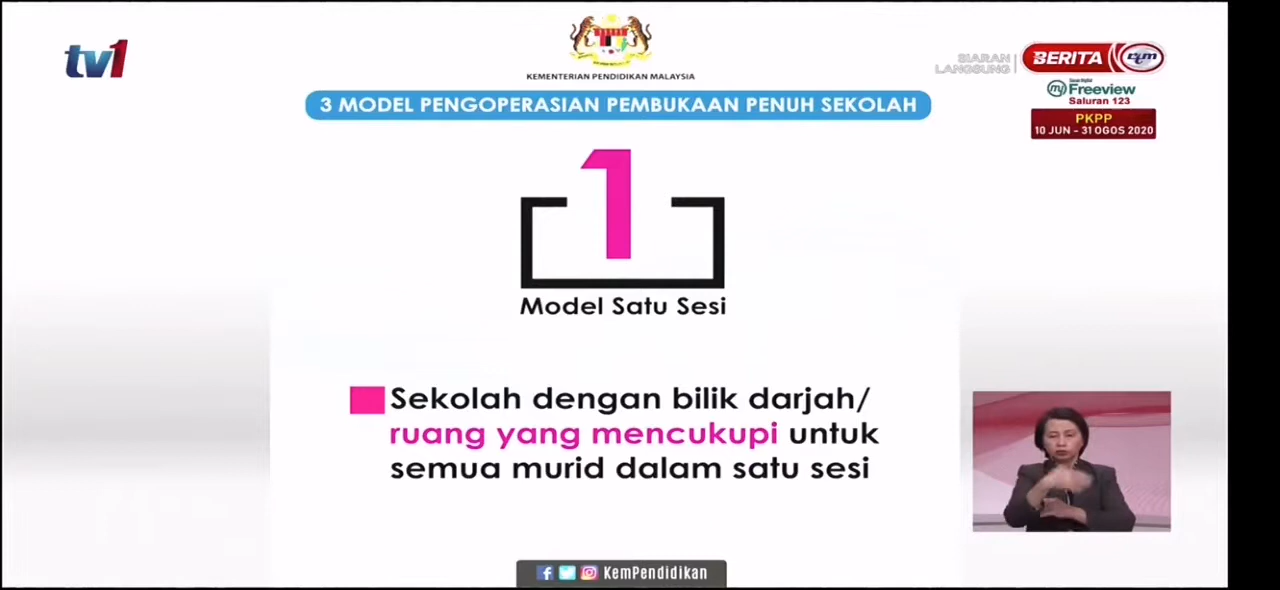 tv1
KEMENTERIAN PENDIDIKAN MALAYSIA
SIARAN
LANGSUNG
BERITA
my Freeview
Saluran 123
PKPP
10 JUN - 31 OGOS 2020
3 MODEL PENGOPERASIAN PEMBUKAAN PENUH SEKOLAH
1
Model Satu Sesi
Sekolah dengan bilik darjah/
ruang yang mencukupi untuk
semua murid dalam satu sesi
KemPendidikan